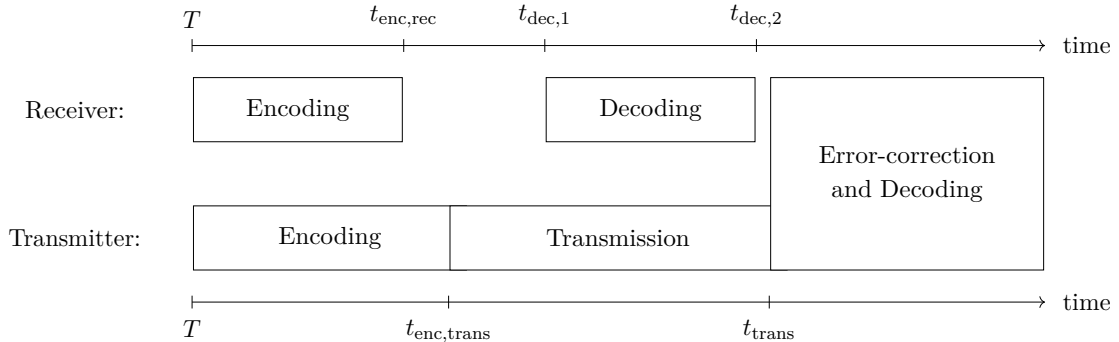 T t_enc,rec t_dec,1 t_dec,2
time
Receiver: Encoding Decoding
Error-correction
and Decoding
Transmitter: Encoding Transmission
time
T t_enc,trans t_trans